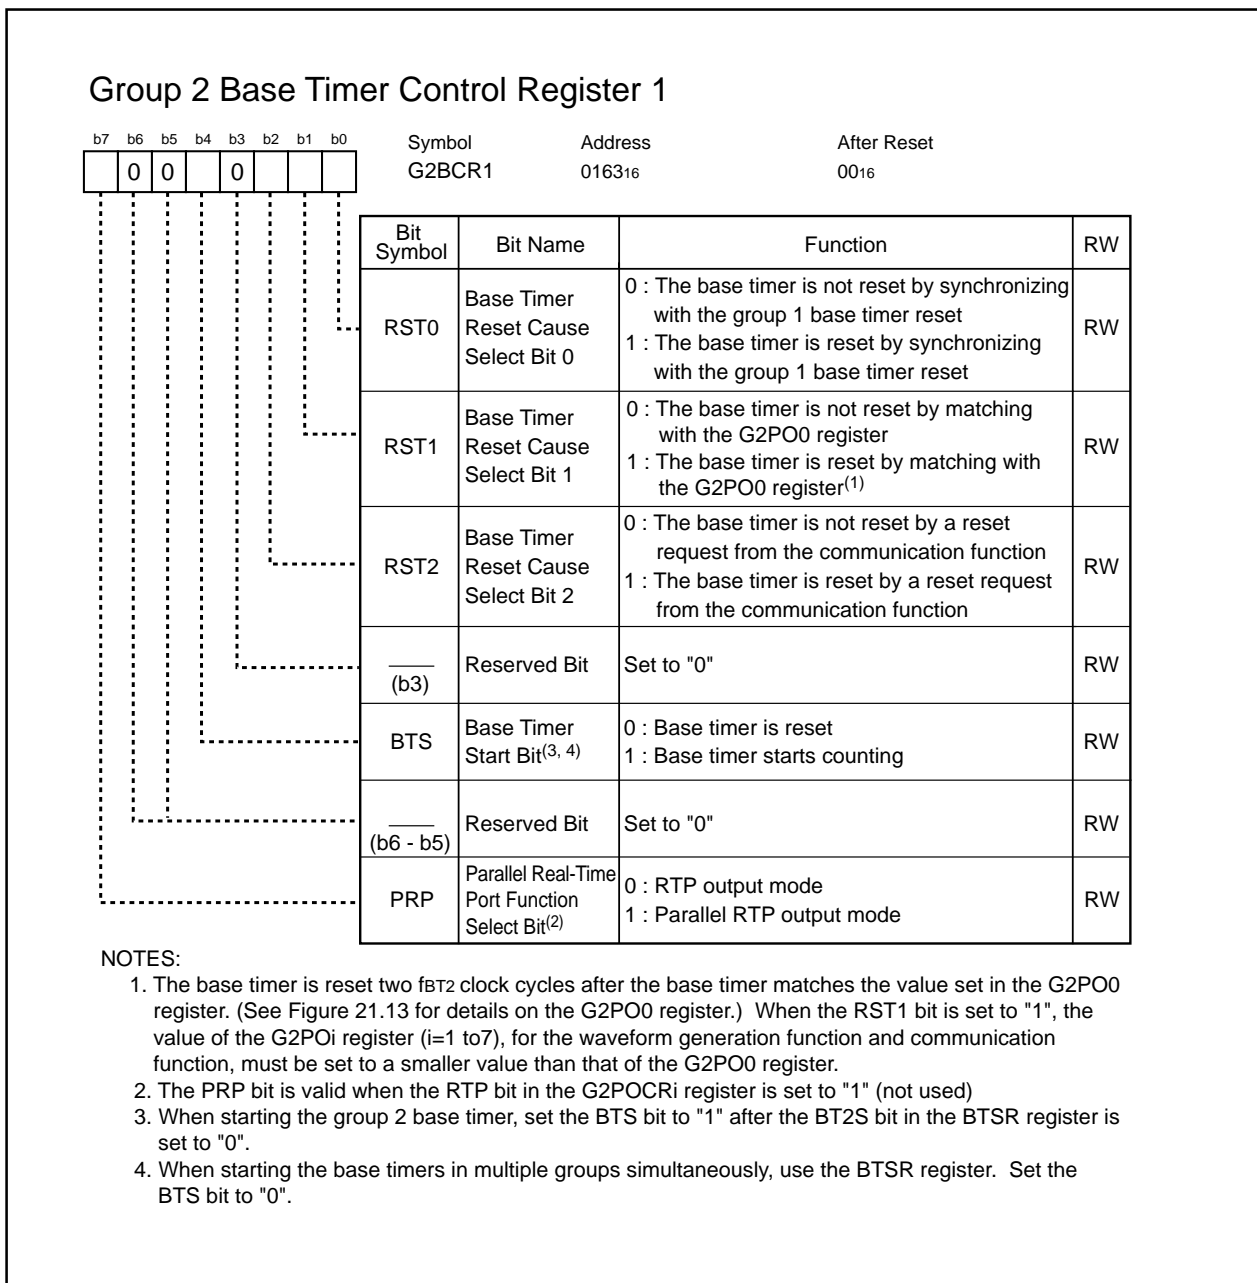 Group 2 Base Timer Control Register 1
b7 b6 b5 b4 b3 b2 b1 b0
0 0 0
Symbol Address After Reset
G2BCR1 016316 0016
Bit Symbol Bit Name Function RW
RST0
Base Timer
Reset Cause
Select Bit 0
0 : The base timer is not reset by synchronizing
with the group 1 base timer reset
1 : The base timer is reset by synchronizing
with the group 1 base timer reset
RW
RST1
Base Timer
Reset Cause
Select Bit 1
0 : The base timer is not reset by matching
with the G2PO0 register
1 : The base timer is reset by matching with
the G2PO0 register(1)
RW
RST2
Base Timer
Reset Cause
Select Bit 2
0 : The base timer is not reset by a reset
request from the communication function
1 : The base timer is reset by a reset request
from the communication function
RW
(b3)
Reserved Bit
Set to "0"
RW
BTS
Base Timer
Start Bit(3, 4)
0 : Base timer is reset
1 : Base timer starts counting
RW
(b6 - b5)
Reserved Bit
Set to "0"
RW
PRP
Parallel Real-Time
Port Function
Select Bit(2)
0 : RTP output mode
1 : Parallel RTP output mode
RW
NOTES:
1. The base timer is reset two fBT2 clock cycles after the base timer matches the value set in the G2PO0
register. (See Figure 21.13 for details on the G2PO0 register.) When the RST1 bit is set to "1", the
value of the G2POi register (i=1 to7), for the waveform generation function and communication
function, must be set to a smaller value than that of the G2PO0 register.
2. The PRP bit is valid when the RTP bit in the G2POCRi register is set to "1" (not used)
3. When starting the group 2 base timer, set the BTS bit to "1" after the BT2S bit in the BTSR register is
set to "0".
4. When starting the base timers in multiple groups simultaneously, use the BTSR register. Set the
BTS bit to "0".